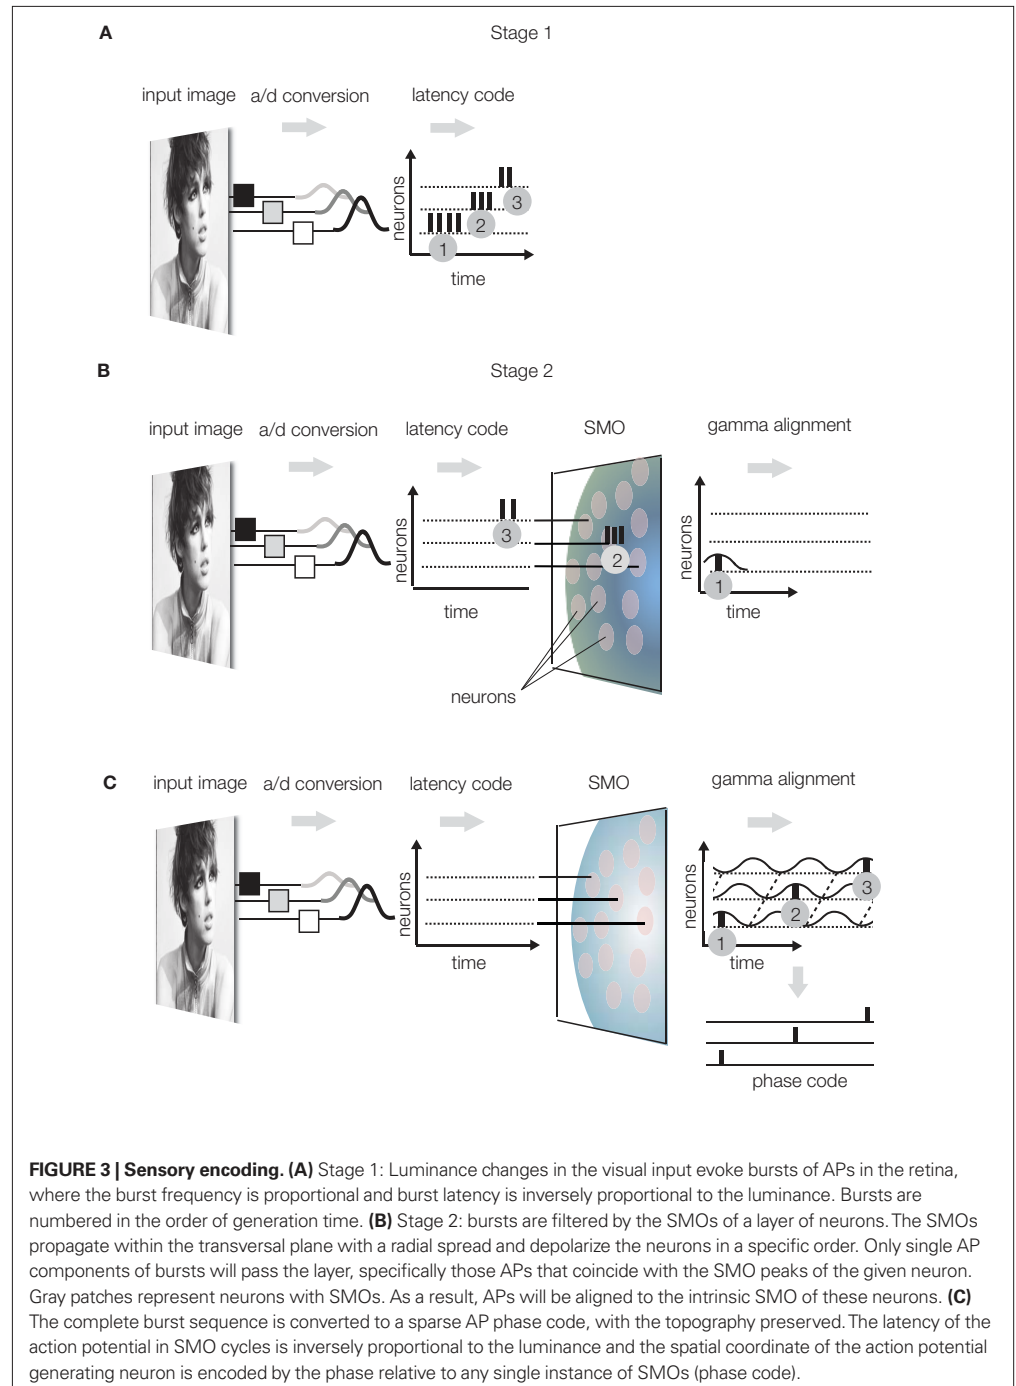 A
Stage 1
input image a/d conversion latency code
neurons
1
2
3
time
B
Stage 2
input image a/d conversion latency code SMO gamma alignment
neurons
3
2
neurons
1
time
time
neurons
C
input image a/d conversion latency code SMO gamma alignment
neurons
neurons
3
2
1
time
time
phase code
FIGURE 3 | Sensory encoding. (A) Stage 1: Luminance changes in the visual input evoke bursts of APs in the retina,
where the burst frequency is proportional and burst latency is inversely proportional to the luminance. Bursts are
numbered in the order of generation time. (B) Stage 2: bursts are filtered by the SMOs of a layer of neurons. The SMOs
propagate within the transversal plane with a radial spread and depolarize the neurons in a specific order. Only single AP
components of bursts will pass the layer, specifically those APs that coincide with the SMO peaks of the given neuron.
Gray patches represent neurons with SMOs. As a result, APs will be aligned to the intrinsic SMO of these neurons. (C)
The complete burst sequence is converted to a sparse AP phase code, with the topography preserved. The latency of the
action potential in SMO cycles is inversely proportional to the luminance and the spatial coordinate of the action potential
generating neuron is encoded by the phase relative to any single instance of SMOs (phase code).